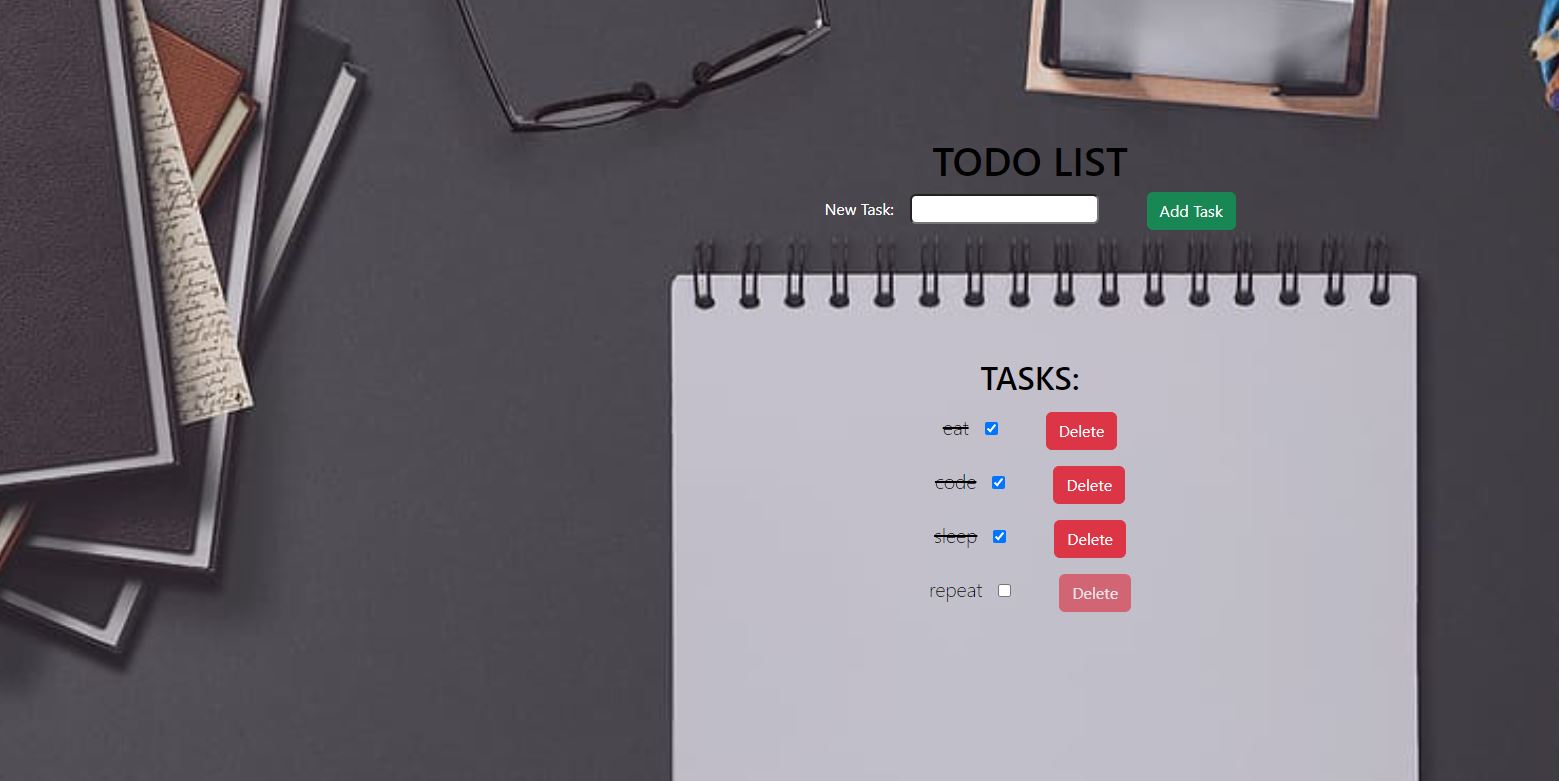 TODO LIST
New Task: Add Task
TASKS:
eat Delete
code Delete
sleep Delete
repeat Delete